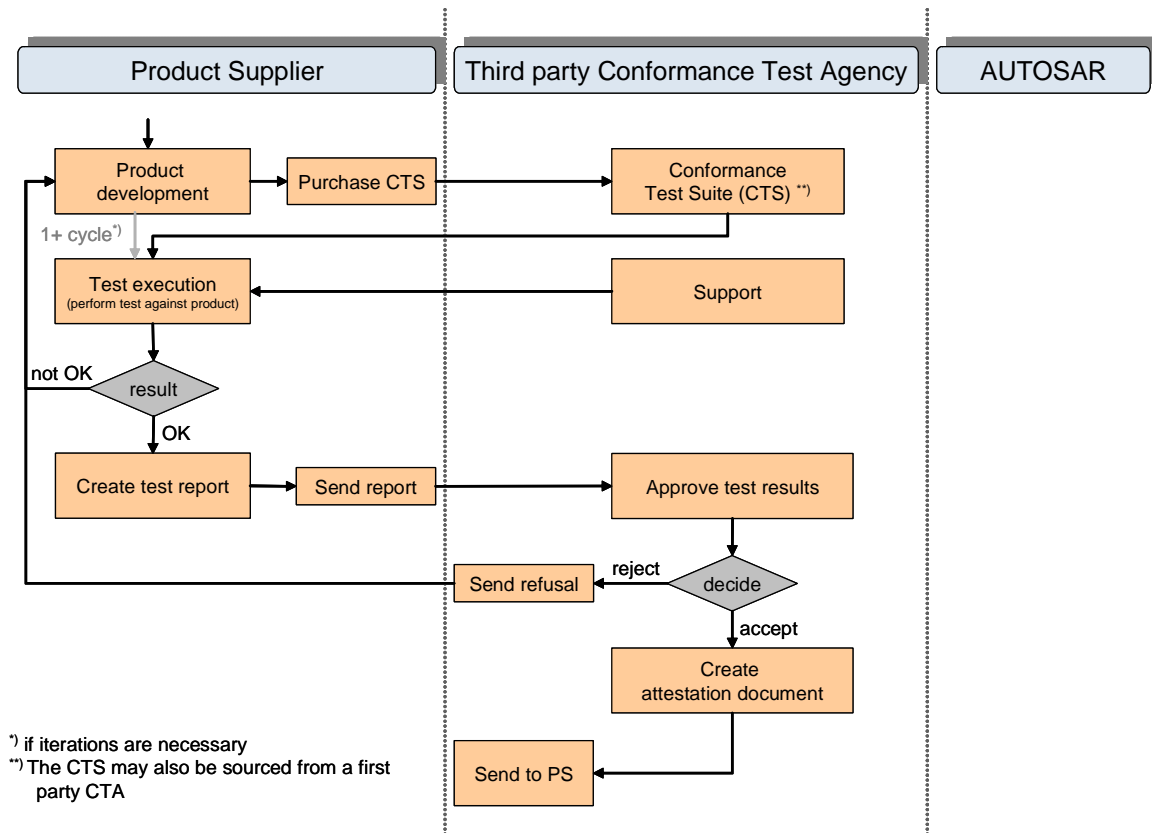 Product Supplier
Third party Conformance Test Agency
AUTOSAR
Product
development
Purchase CTS
Conformance
Test Suite (CTS) **)
1+ cycle*)
Test execution
(perform test against product)
Support
not OK
result
OK
Create test report
Send report
Approve test results
Send refusal
reject
decide
accept
Create
attestation document
Send to PS
*) if iterations are necessary
**) The CTS may also be sourced from a first
party CTA